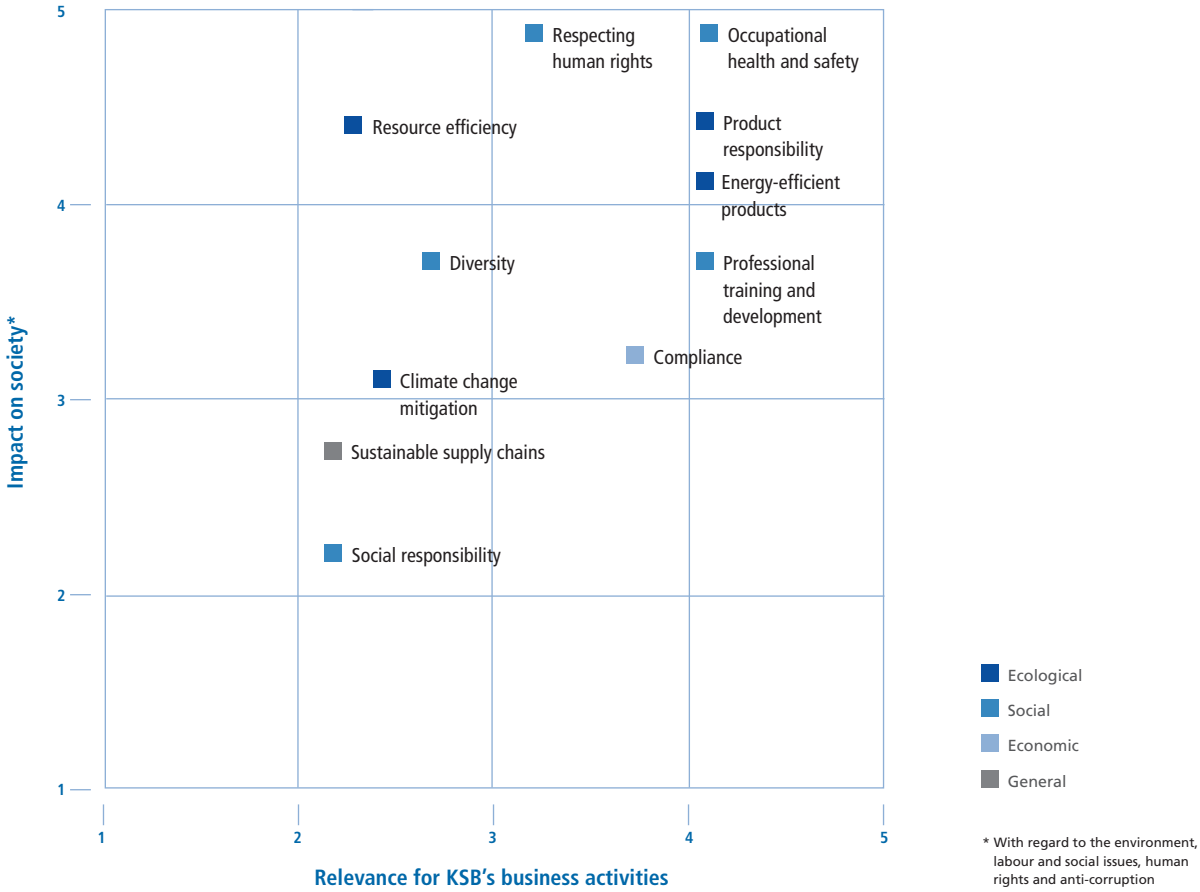 5
Respecting
human rights
Occupational
health and safety
Resource efficiency
Product
responsibility
Energy-efficient
products
4
Diversity
Professional
training and
development
Compliance
Climate change
mitigation
3
Sustainable supply chains
Social responsibility
2
1
Impact on society*
1
2
3
4
5
Relevance for KSB’s business activities
Ecological
Social
Economic
General
* With regard to the environment,
labour and social issues, human
rights and anti-corruption